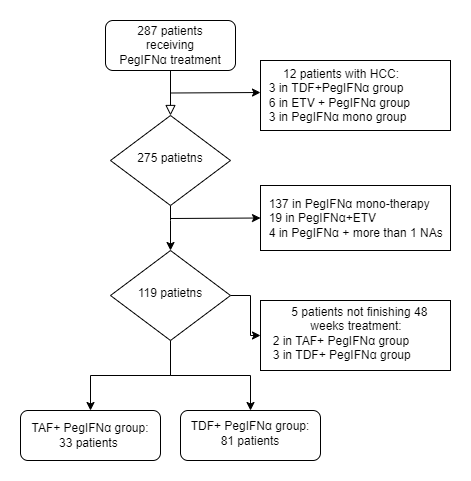 287 patients
receiving
PegIFNα treatment
12 patients with HCC:
3 in TDF+PegIFNα group
6 in ETV + PegIFNα group
3 in PegIFNα mono group
275 patietns
137 in PegIFNα mono-therapy
19 in PegIFNα+ETV
4 in PegIFNα + more than 1 NAs
119 patietns
5 patients not finishing 48
weeks treatment:
2 in TAF+ PegIFNα group
3 in TDF+ PegIFNα group
TAF+ PegIFNα group:
33 patients
TDF+ PegIFNα group:
81 patients